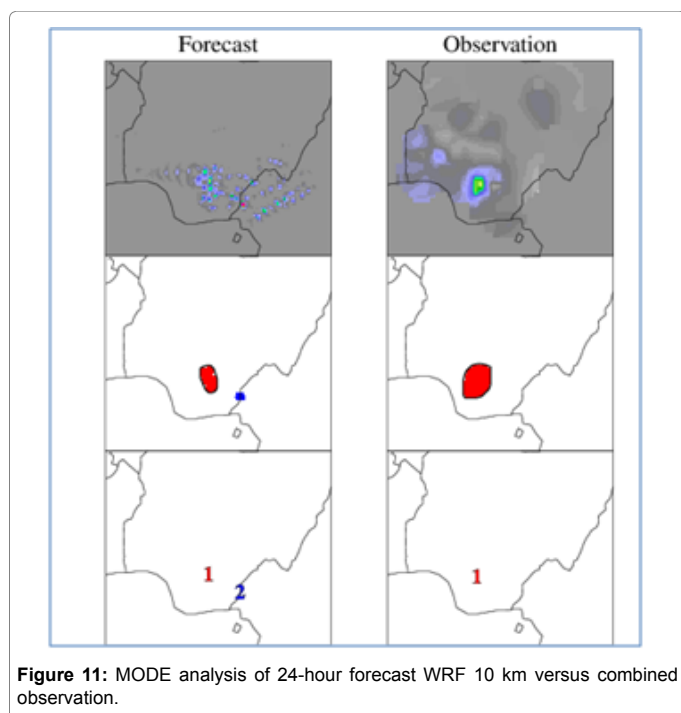 Forecast Observation
1 2 1
Figure 11: MODE analysis of 24-hour forecast WRF 10 km versus combined
observation.